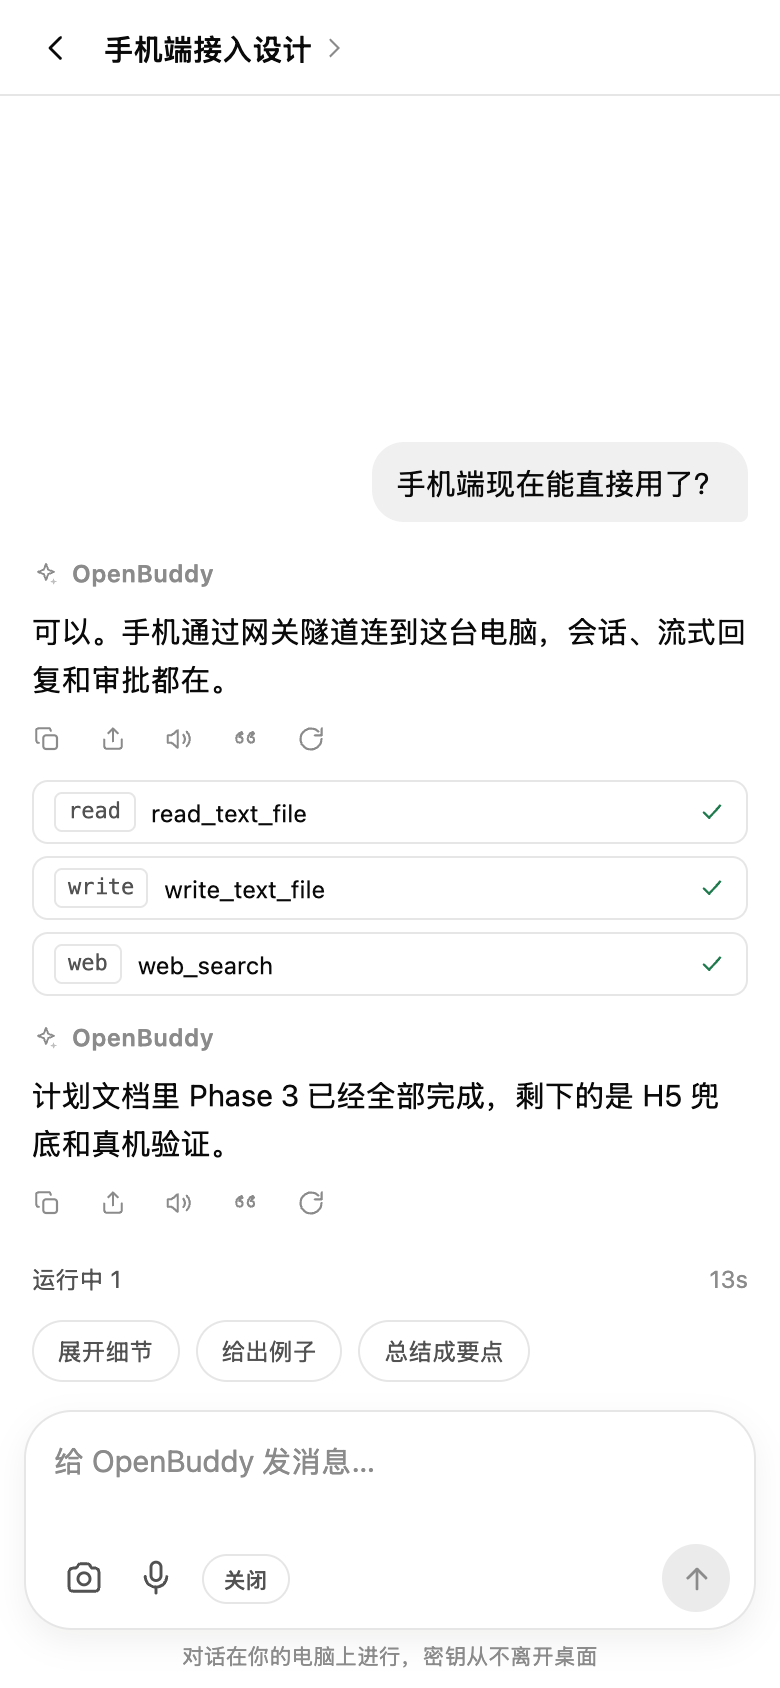 手机端接入设计
手机端现在能直接用了？
OpenBuddy
可以。手机通过网关隧道连到这台电脑，会话、流式回
复和审批都在。
read read_text_file
write write_text_file
web web_search
OpenBuddy
计划文档里 Phase 3 已经全部完成，剩下的是 H5 兜
底和真机验证。
运行中 1 13s
展开细节 给出例子 总结成要点
给 OpenBuddy 发消息...
关闭
对话在你的电脑上进行，密钥从不离开桌面